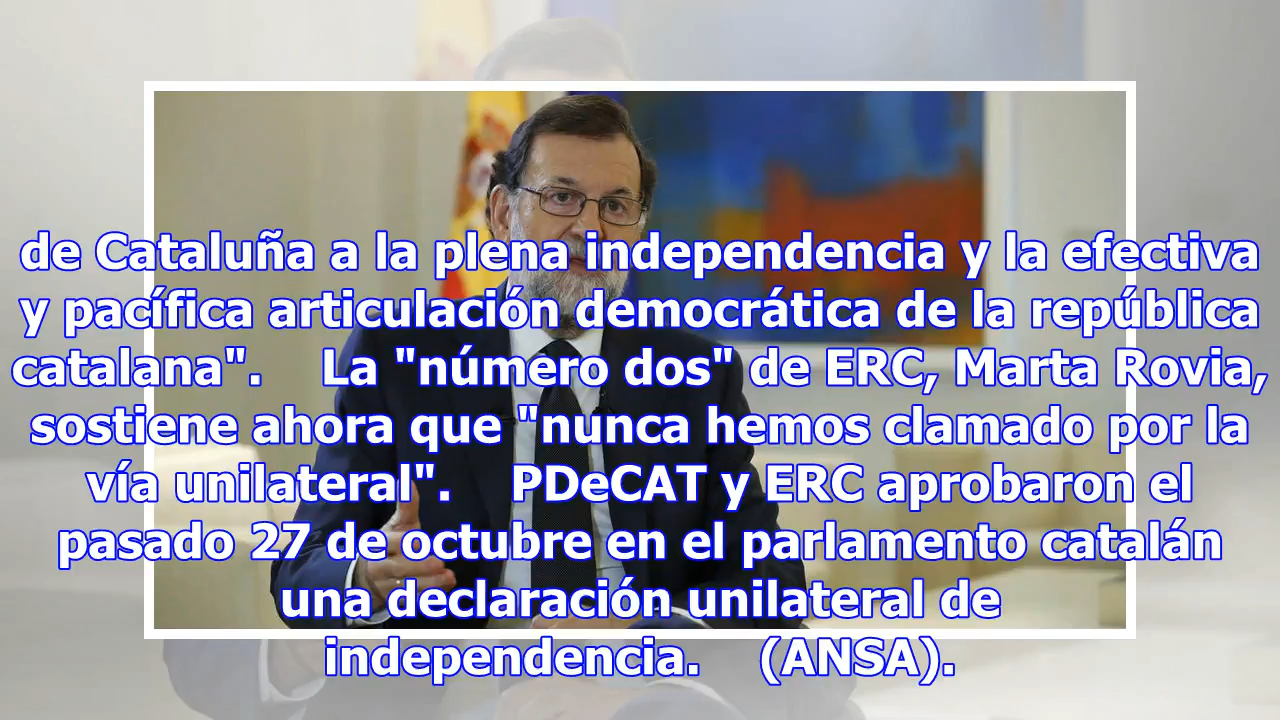 de Cataluña a la plena independencia y la efectiva
y pacífica articulación democrática de la república
catalana". La "número dos" de ERC, Marta Rovia,
sostiene ahora que "nunca hemos clamado por la
vía unilateral". PDeCAT y ERC aprobaron el
pasado 27 de octubre en el parlamento catalán
una declaración unilateral de
independencia. (ANSA).